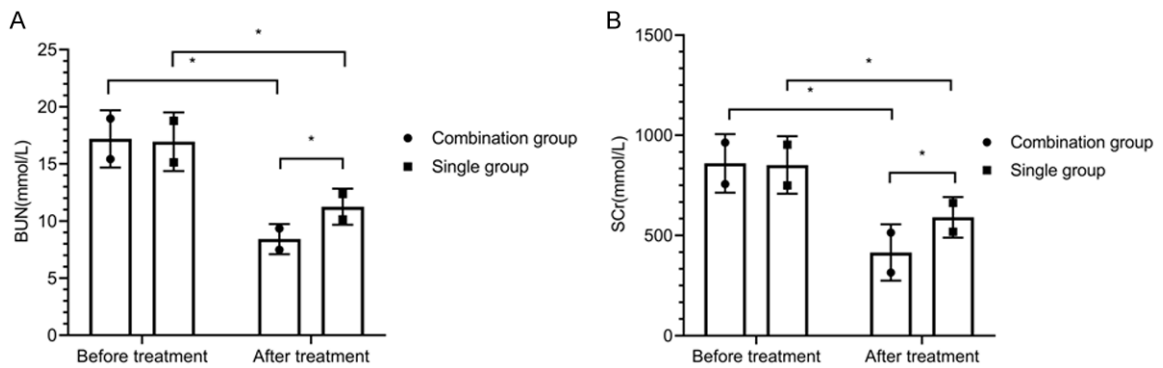 A
BUN(mmol/L)
25
20
15
10
5
0
*
*
*
Before treatment
After treatment
Combination group
Single group
B
SCr(mmol/L)
1500
1000
500
0
*
*
*
Before treatment
After treatment
Combination group
Single group